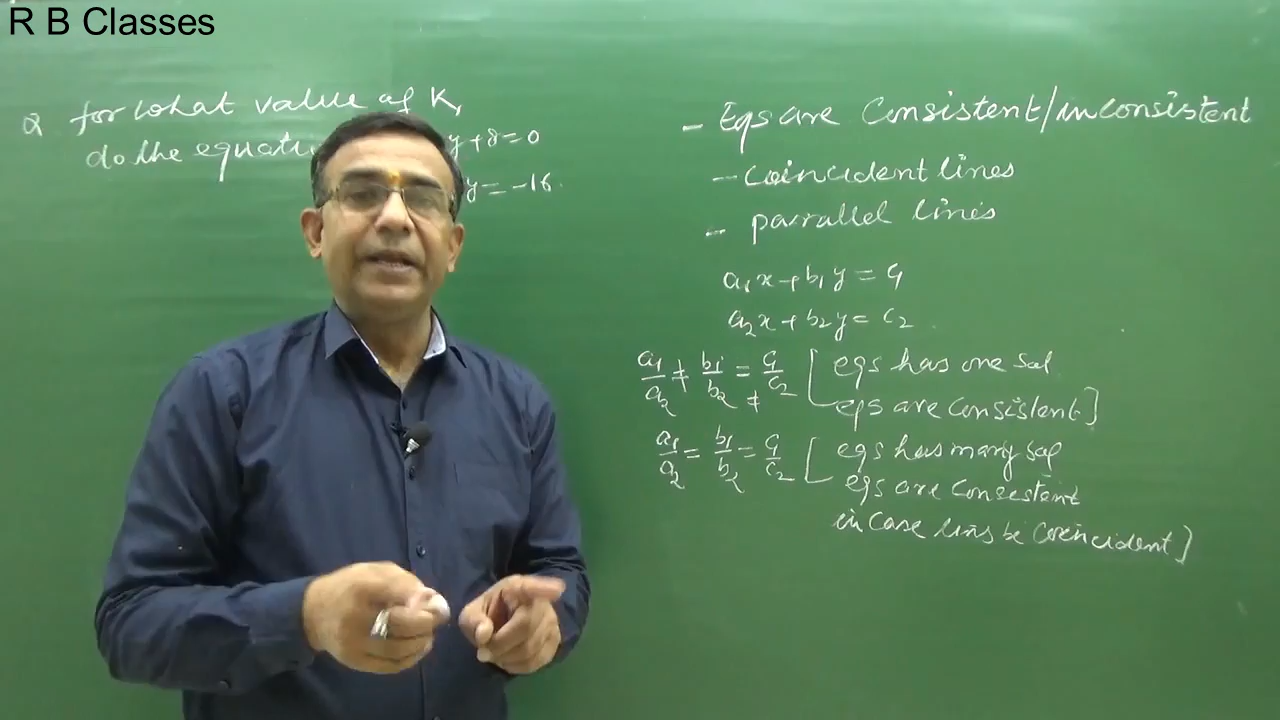 R B Classes
Q for what value of K,
do the equati
y + 8 = 0
y = -16.
- Eqs are Consistent/inconsistent
- Coincident lines
- parallel lines
a₁x + b₁y = c₁
a₂x + b₂y = c₂
a₁/a₂ ≠ b₁/b₂ = ≠ c₁/c₂ [ eqs has one sol
eqs are Consistent ]
a₁/a₂ = b₁/b₂ = c₁/c₂ [ eqs has many sol
eqs are Consistent
in Case lins be Coincident ]